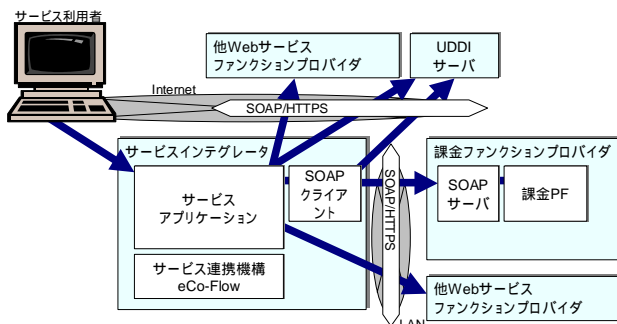 サービス利用者
他Webサービス
ファンクションプロバイダ
UDDI
サーバ
Internet
SOAP/HTTPS
サービスインテグレータ
サービス
アプリケーション
SOAP
クライア
ント
サービス連携機構
eCo-Flow
SOAP/HTTPS
課金ファンクションプロバイダ
SOAP
サーバ
課金PF
他Webサービス
ファンクションプロバイダ
LAN